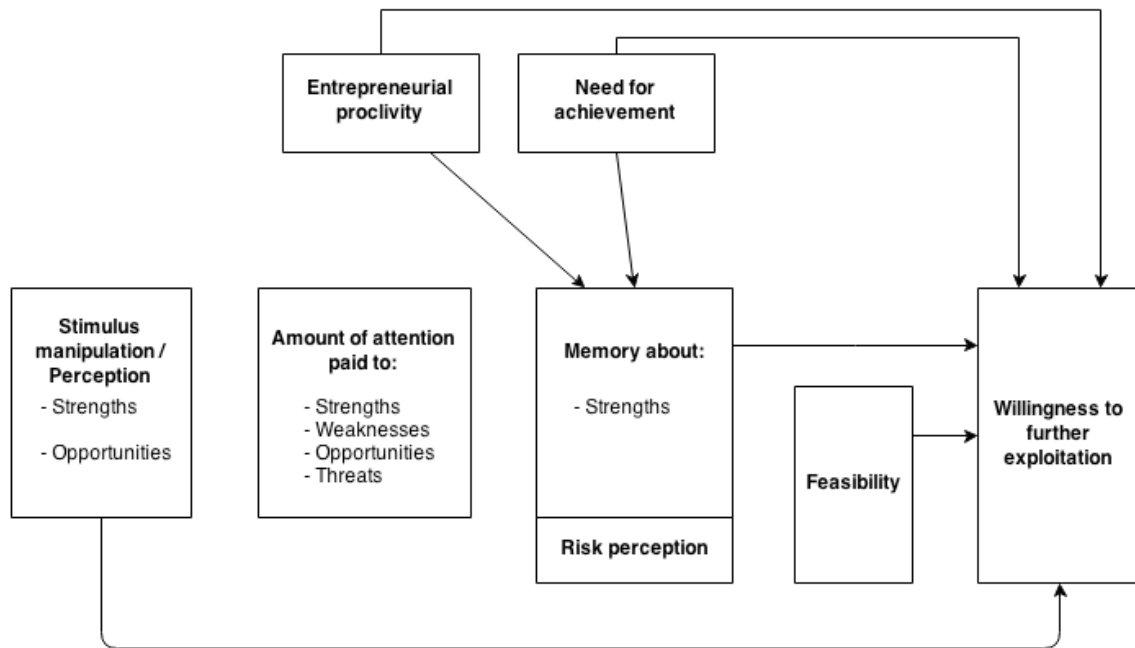 Entrepreneurial
proclivity
Need for
achievement
Stimulus
manipulation /
Perception
- Strengths
- Opportunities
Amount of attention
paid to:
- Strengths
- Weaknesses
- Opportunities
- Threats
Memory about:
- Strengths
Risk perception
Feasibility
Willingness to
further
exploitation